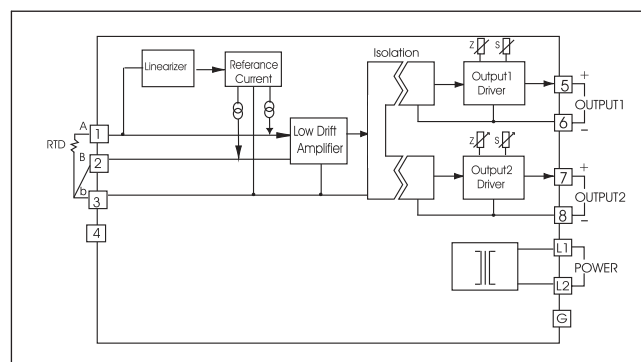 Z S
Isolation
Linearizer
Referance
Current
Output1
Driver
5 +
OUTPUT1
6 −
A
1
RTD
B
2
b
3
4
Low Drift
Amplifier
Z S
Output2
Driver
7 +
OUTPUT2
8 −
L1
POWER
L2
G